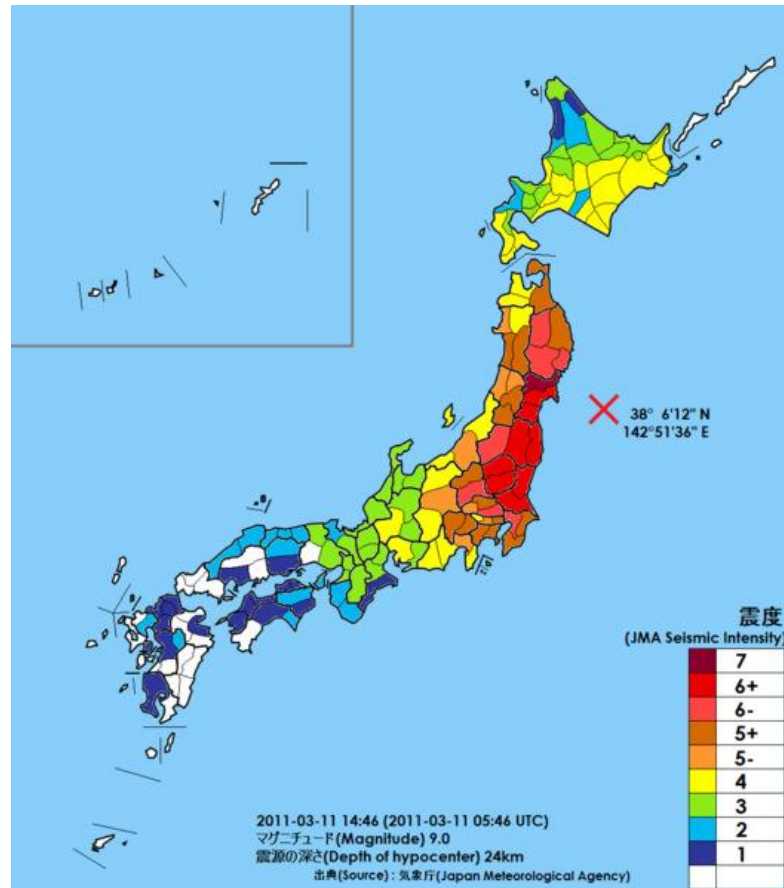 38° 6'12" N
142°51'36" E
震度
(JMA Seismic Intensity)
7
6+
6-
5+
5-
4
3
2
1
2011-03-11 14:46 (2011-03-11 05:46 UTC)
マグニチュード(Magnitude) 9.0
震源の深さ(Depth of hypocenter) 24km
出典(Source) : 気象庁(Japan Meteorological Agency)